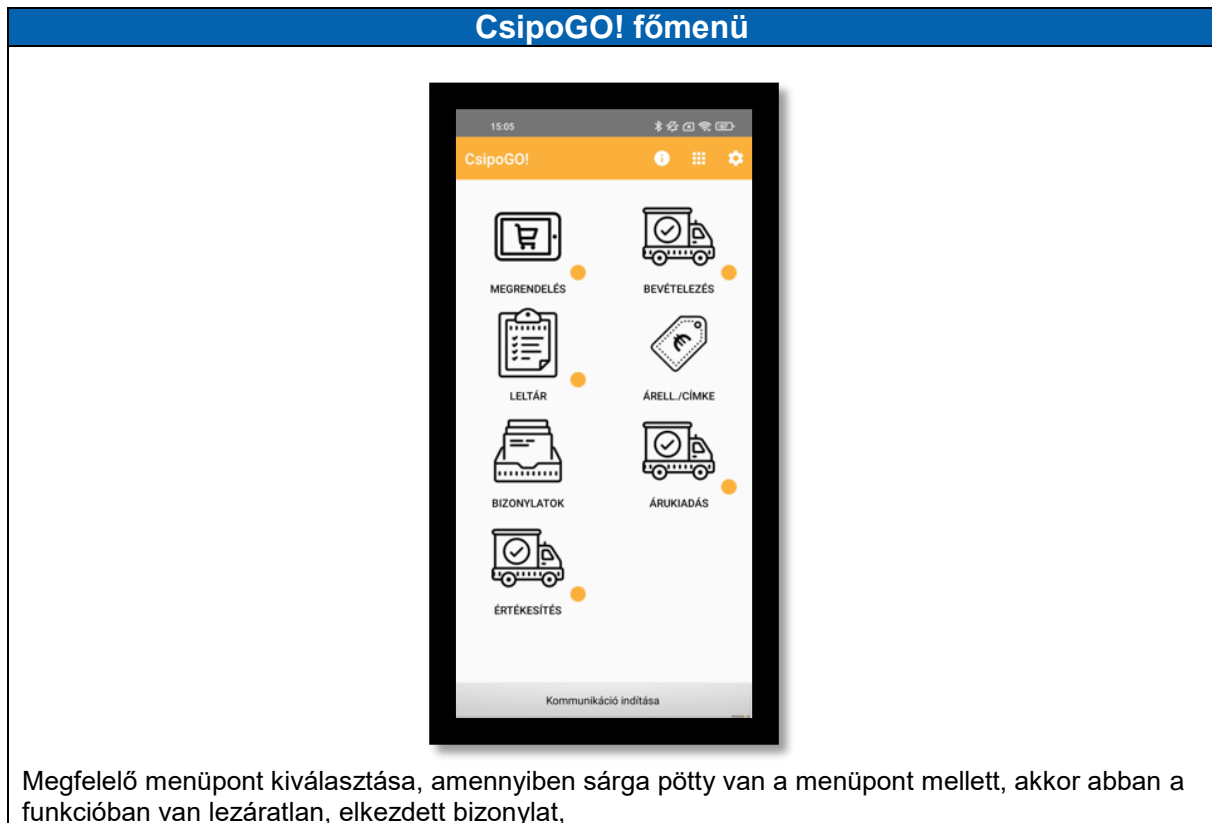 CsipoGO! főmenü
15:05
CsipoGO!
MEGRENDELÉS BEVÉTELEZÉS
LELTÁR ÁRELL./CÍMKE
BIZONYLATOK ÁRUKIADÁS
ÉRTÉKESÍTÉS
Kommunikáció indítása
Megfelelő menüpont kiválasztása, amennyiben sárga pötty van a menüpont mellett, akkor abban a
funkcióban van lezáratlan, elkezdett bizonylat,